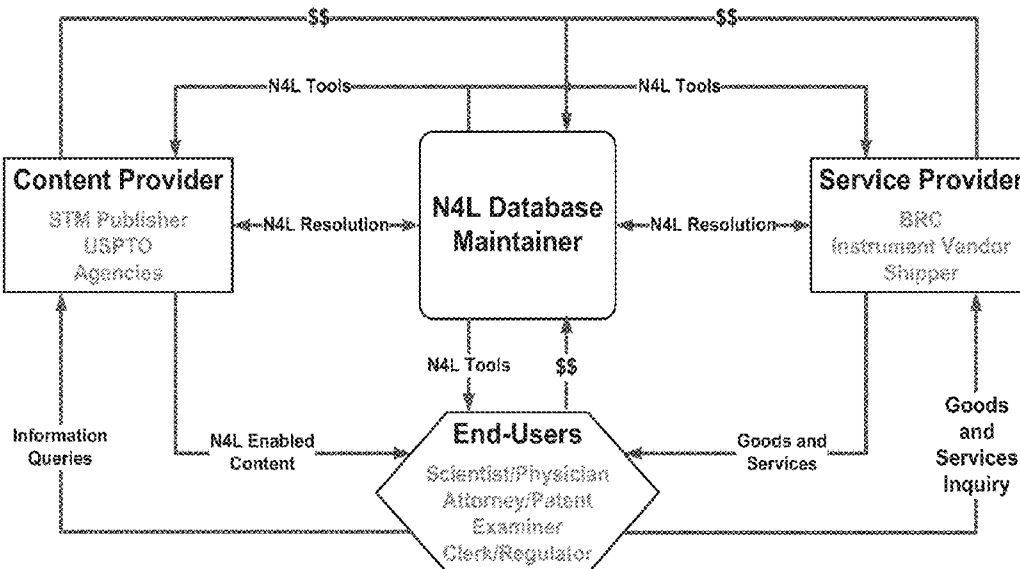 $$
$$
N4L Tools
N4L Tools
Content Provider
STM Publisher
USPTO
Agencies
N4L Resolution
N4L Database
Maintainer
N4L Resolution
Service Provider
BRC
Instrument Vendor
Shipper
N4L Tools
$$
Information
Queries
N4L Enabled
Content
End-Users
Scientist/Physician
Attorney/Patent
Examiner
Clerk/Regulator
Goods and
Services
Goods
and
Services
Inquiry